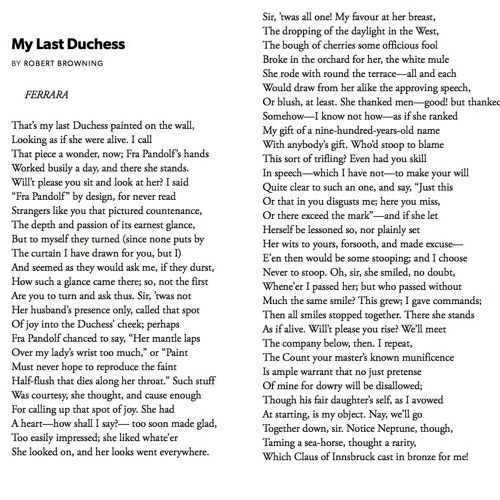 My Last Duchess
BY ROBERT BROWNING
FERRARA
That's my last Duchess painted on the wall,
Looking as if she were alive. I call
That piece a wonder, now; Fra Pandolf's hands
Worked busily a day, and there she stands.
Will't please you sit and look at her? I said
“Fra Pandolf” by design, for never read
Strangers like you that pictured countenance,
The depth and passion of its earnest glance,
But to myself they turned (since none puts by
The curtain I have drawn for you, but I)
And seemed as they would ask me, if they durst,
How such a glance came there; so, not the first
Are you to turn and ask thus. Sir, 'twas not
Her husband's presence only, called that spot
Of joy into the Duchess' cheek; perhaps
Fra Pandolf chanced to say, “Her mantle laps
Over my lady's wrist too much,” or “Paint
Must never hope to reproduce the faint
Half-flush that dies along her throat.” Such stuff
Was courtesy, she thought, and cause enough
For calling up that spot of joy. She had
A heart—how shall I say?— too soon made glad,
Too easily impressed; she liked whate'er
She looked on, and her looks went everywhere.
Sir, 'twas all one! My favour at her breast,
The dropping of the daylight in the West,
The bough of cherries some officious fool
Broke in the orchard for her, the white mule
She rode with round the terrace—all and each
Would draw from her alike the approving speech,
Or blush, at least. She thanked men—good! but thanked
Somehow—I know not how—as if she ranked
My gift of a nine-hundred-years-old name
With anybody's gift. Who'd stoop to blame
This sort of trifling? Even had you skill
In speech—which I have not—to make your will
Quite clear to such an one, and say, “Just this
Or that in you disgusts me; here you miss,
Or there exceed the mark”—and if she let
Herself be lessoned so, nor plainly set
Her wits to yours, forsooth, and made excuse—
E'en then would be some stooping; and I choose
Never to stoop. Oh, sir, she smiled, no doubt,
Whene'er I passed her; but who passed without
Much the same smile? This grew; I gave commands;
Then all smiles stopped together. There she stands
As if alive. Will't please you rise? We'll meet
The company below, then. I repeat,
The Count your master's known munificence
Is ample warrant that no just pretense
Of mine for dowry will be disallowed;
Though his fair daughter's self, as I avowed
At starting, is my object. Nay, we'll go
Together down, sir. Notice Neptune, though,
Taming a sea-horse, thought a rarity,
Which Claus of Innsbruck cast in bronze for me!